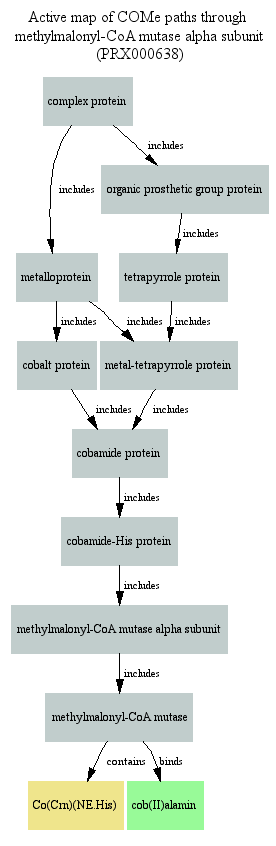 Active map of COMe paths through
methylmalonyl-CoA mutase alpha subunit
(PRX000638)
complex protein
includes
organic prosthetic group protein
includes
includes
metalloprotein
tetrapyrrole protein
includes
includes
includes
cobalt protein
metal-tetrapyrrole protein
includes
includes
cobamide protein
includes
cobamide-His protein
includes
methylmalonyl-CoA mutase alpha subunit
includes
methylmalonyl-CoA mutase
contains
binds
Co(Crn)(NE.His)
cob(II)alamin